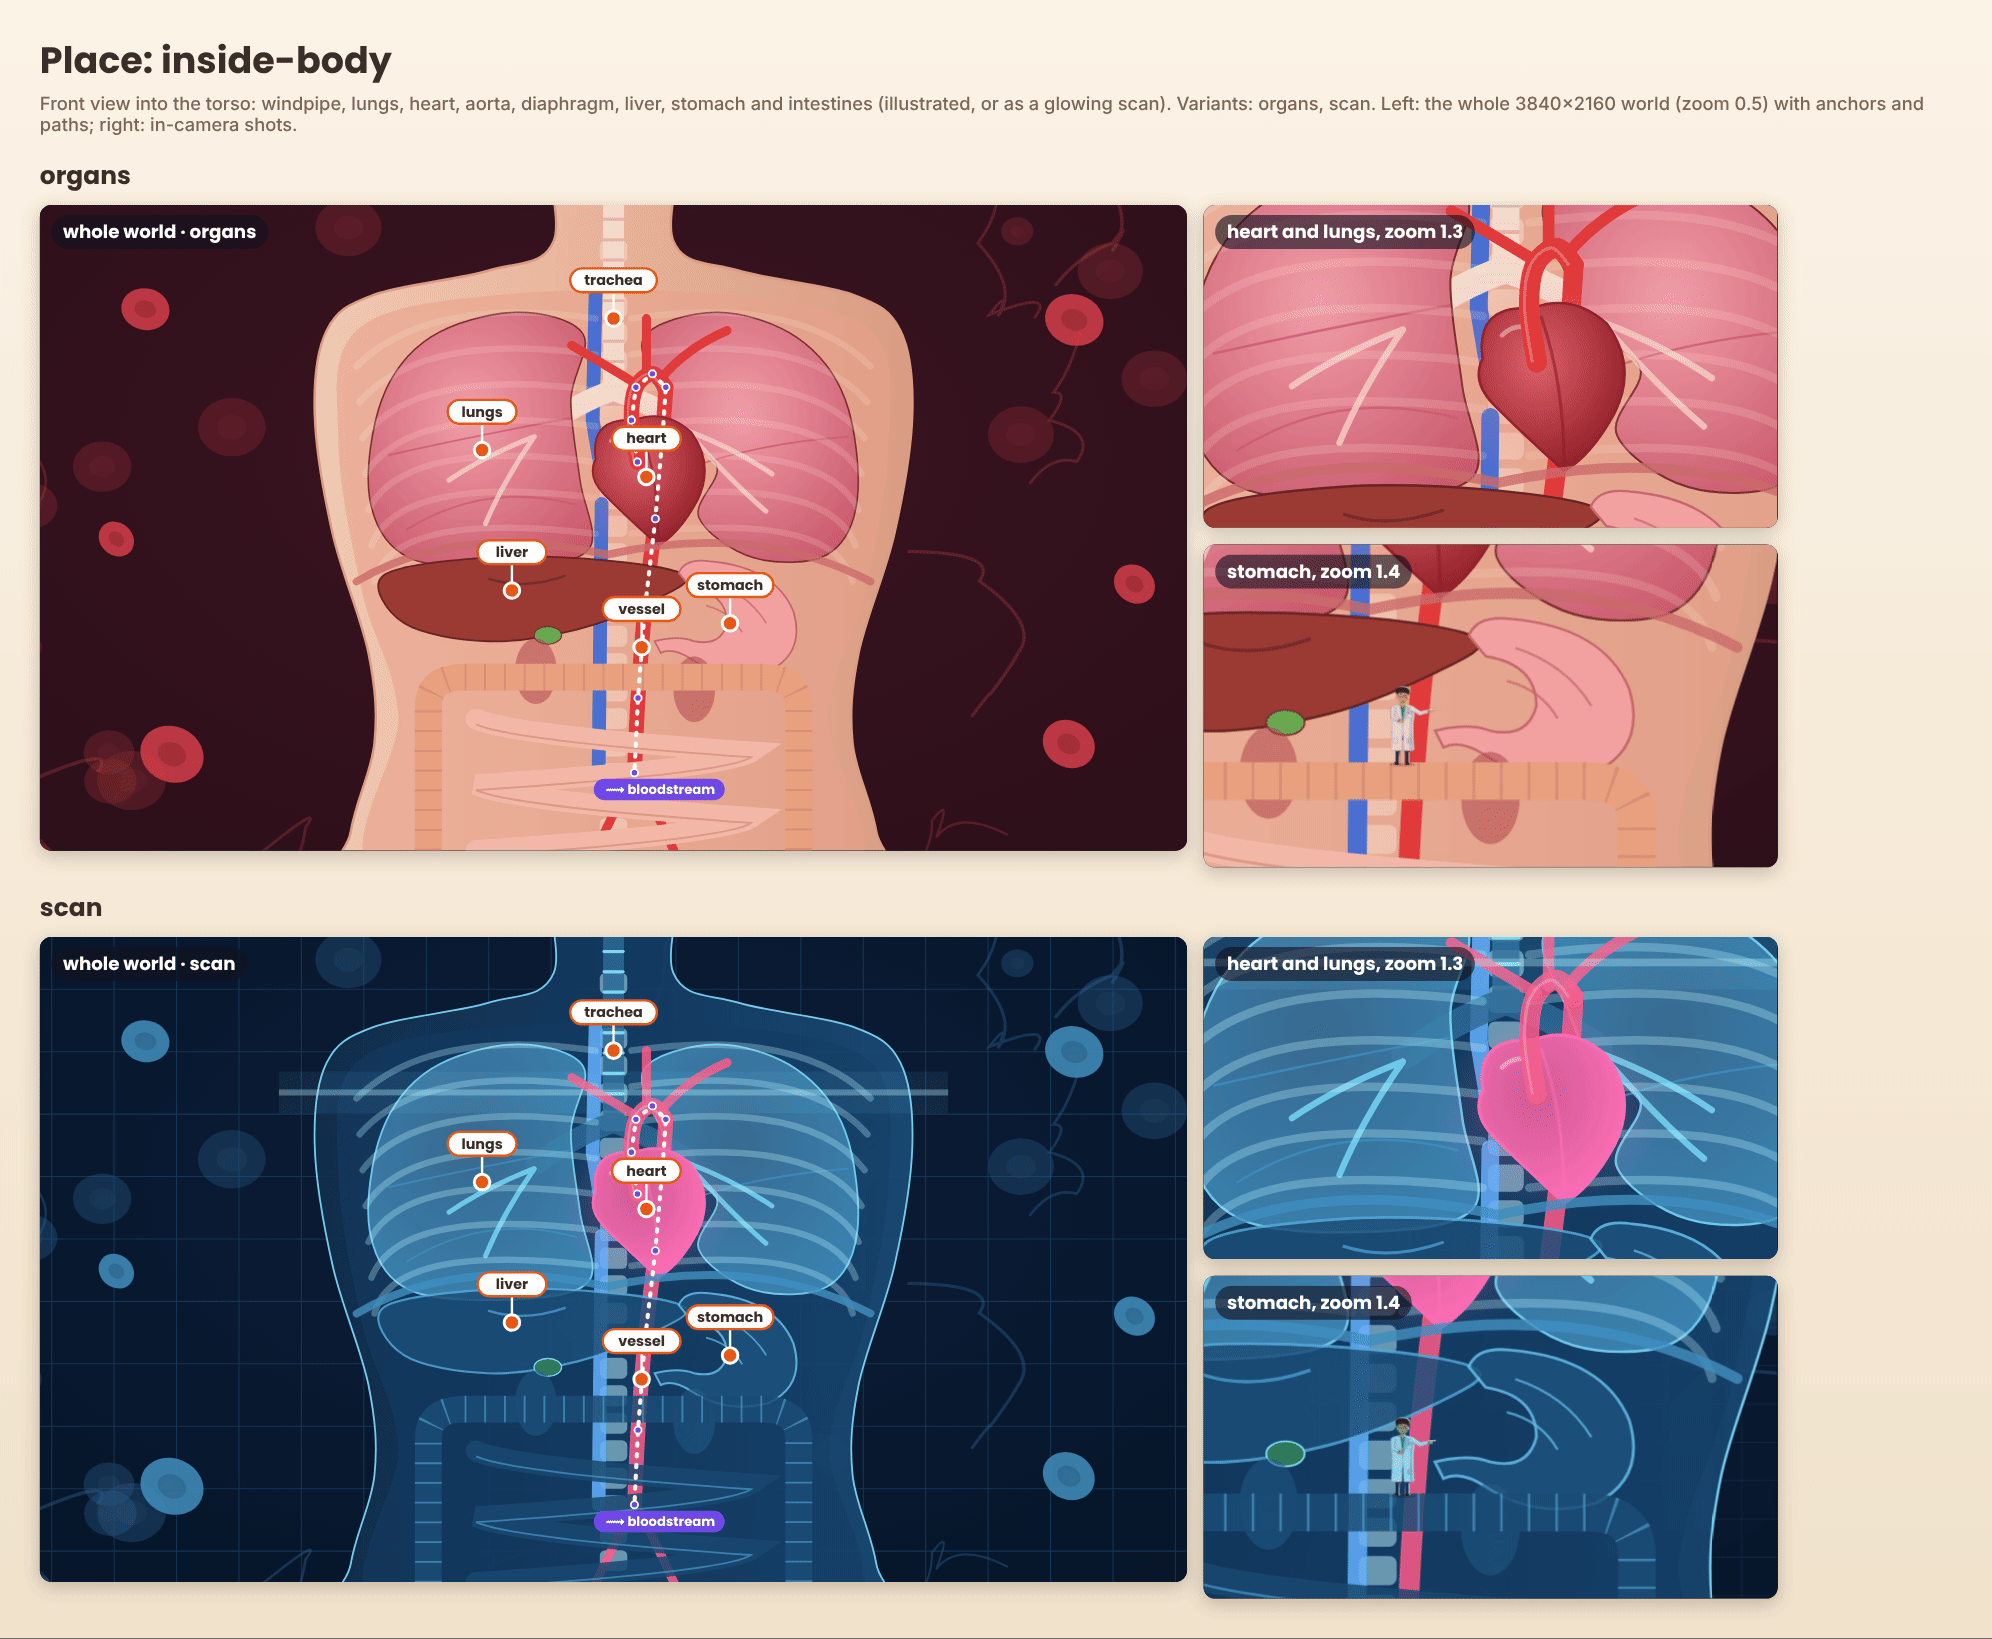 Place: inside-body
Front view into the torso: windpipe, lungs, heart, aorta, diaphragm, liver, stomach and intestines (illustrated, or as a glowing scan). Variants: organs, scan. Left: the whole 3840×2160 world (zoom 0.5) with anchors and
paths; right: in-camera shots.
organs
whole world · organs
trachea
lungs
heart
liver
stomach
vessel
⟿ bloodstream
heart and lungs, zoom 1.3
stomach, zoom 1.4
scan
whole world · scan
trachea
lungs
heart
liver
stomach
vessel
⟿ bloodstream
heart and lungs, zoom 1.3
stomach, zoom 1.4